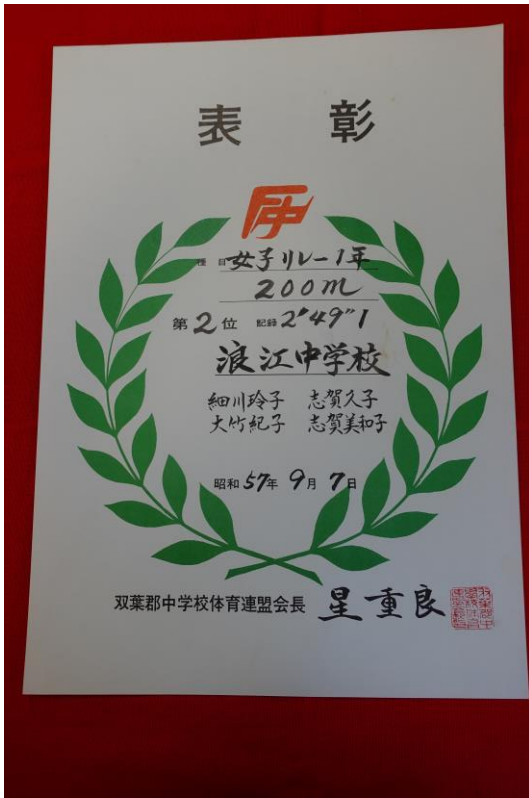 表 彰
中
種目 女子リレー1年
200m
第2位 記録 2'49"1
浪江中学校
細川玲子 志賀久子
大竹紀子 志賀美和子
昭和57年9月7日
双葉郡中学校体育連盟会長 星重良